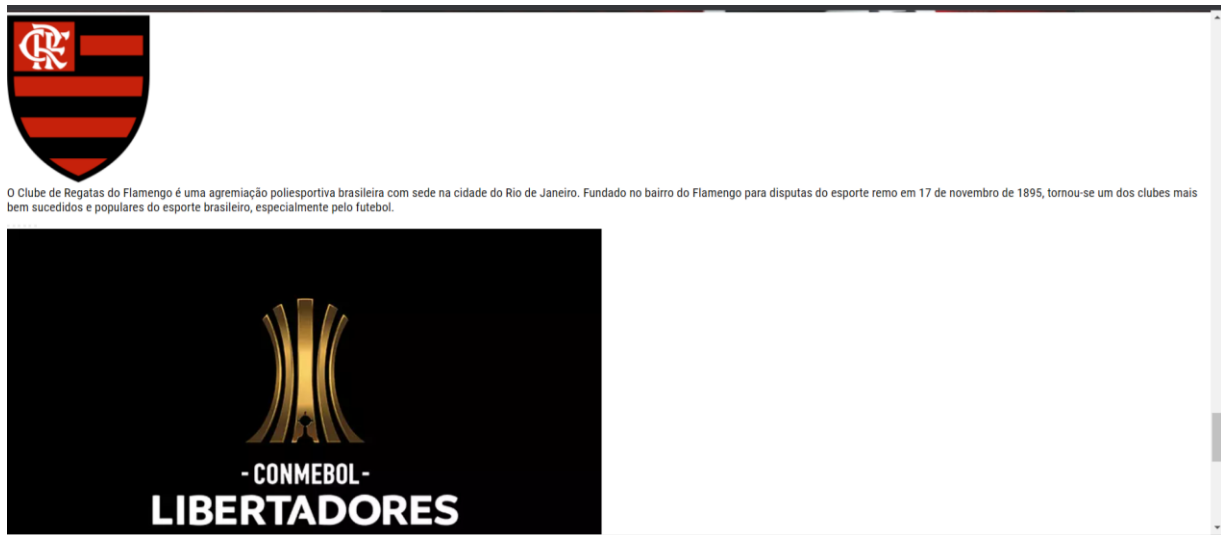 CRF
O Clube de Regatas do Flamengo é uma agremiação poliesportiva brasileira com sede na cidade do Rio de Janeiro. Fundado no bairro do Flamengo para disputas do esporte remo em 17 de novembro de 1895, tornou-se um dos clubes mais
bem sucedidos e populares do esporte brasileiro, especialmente pelo futebol.
- CONMEBOL -
LIBERTADORES